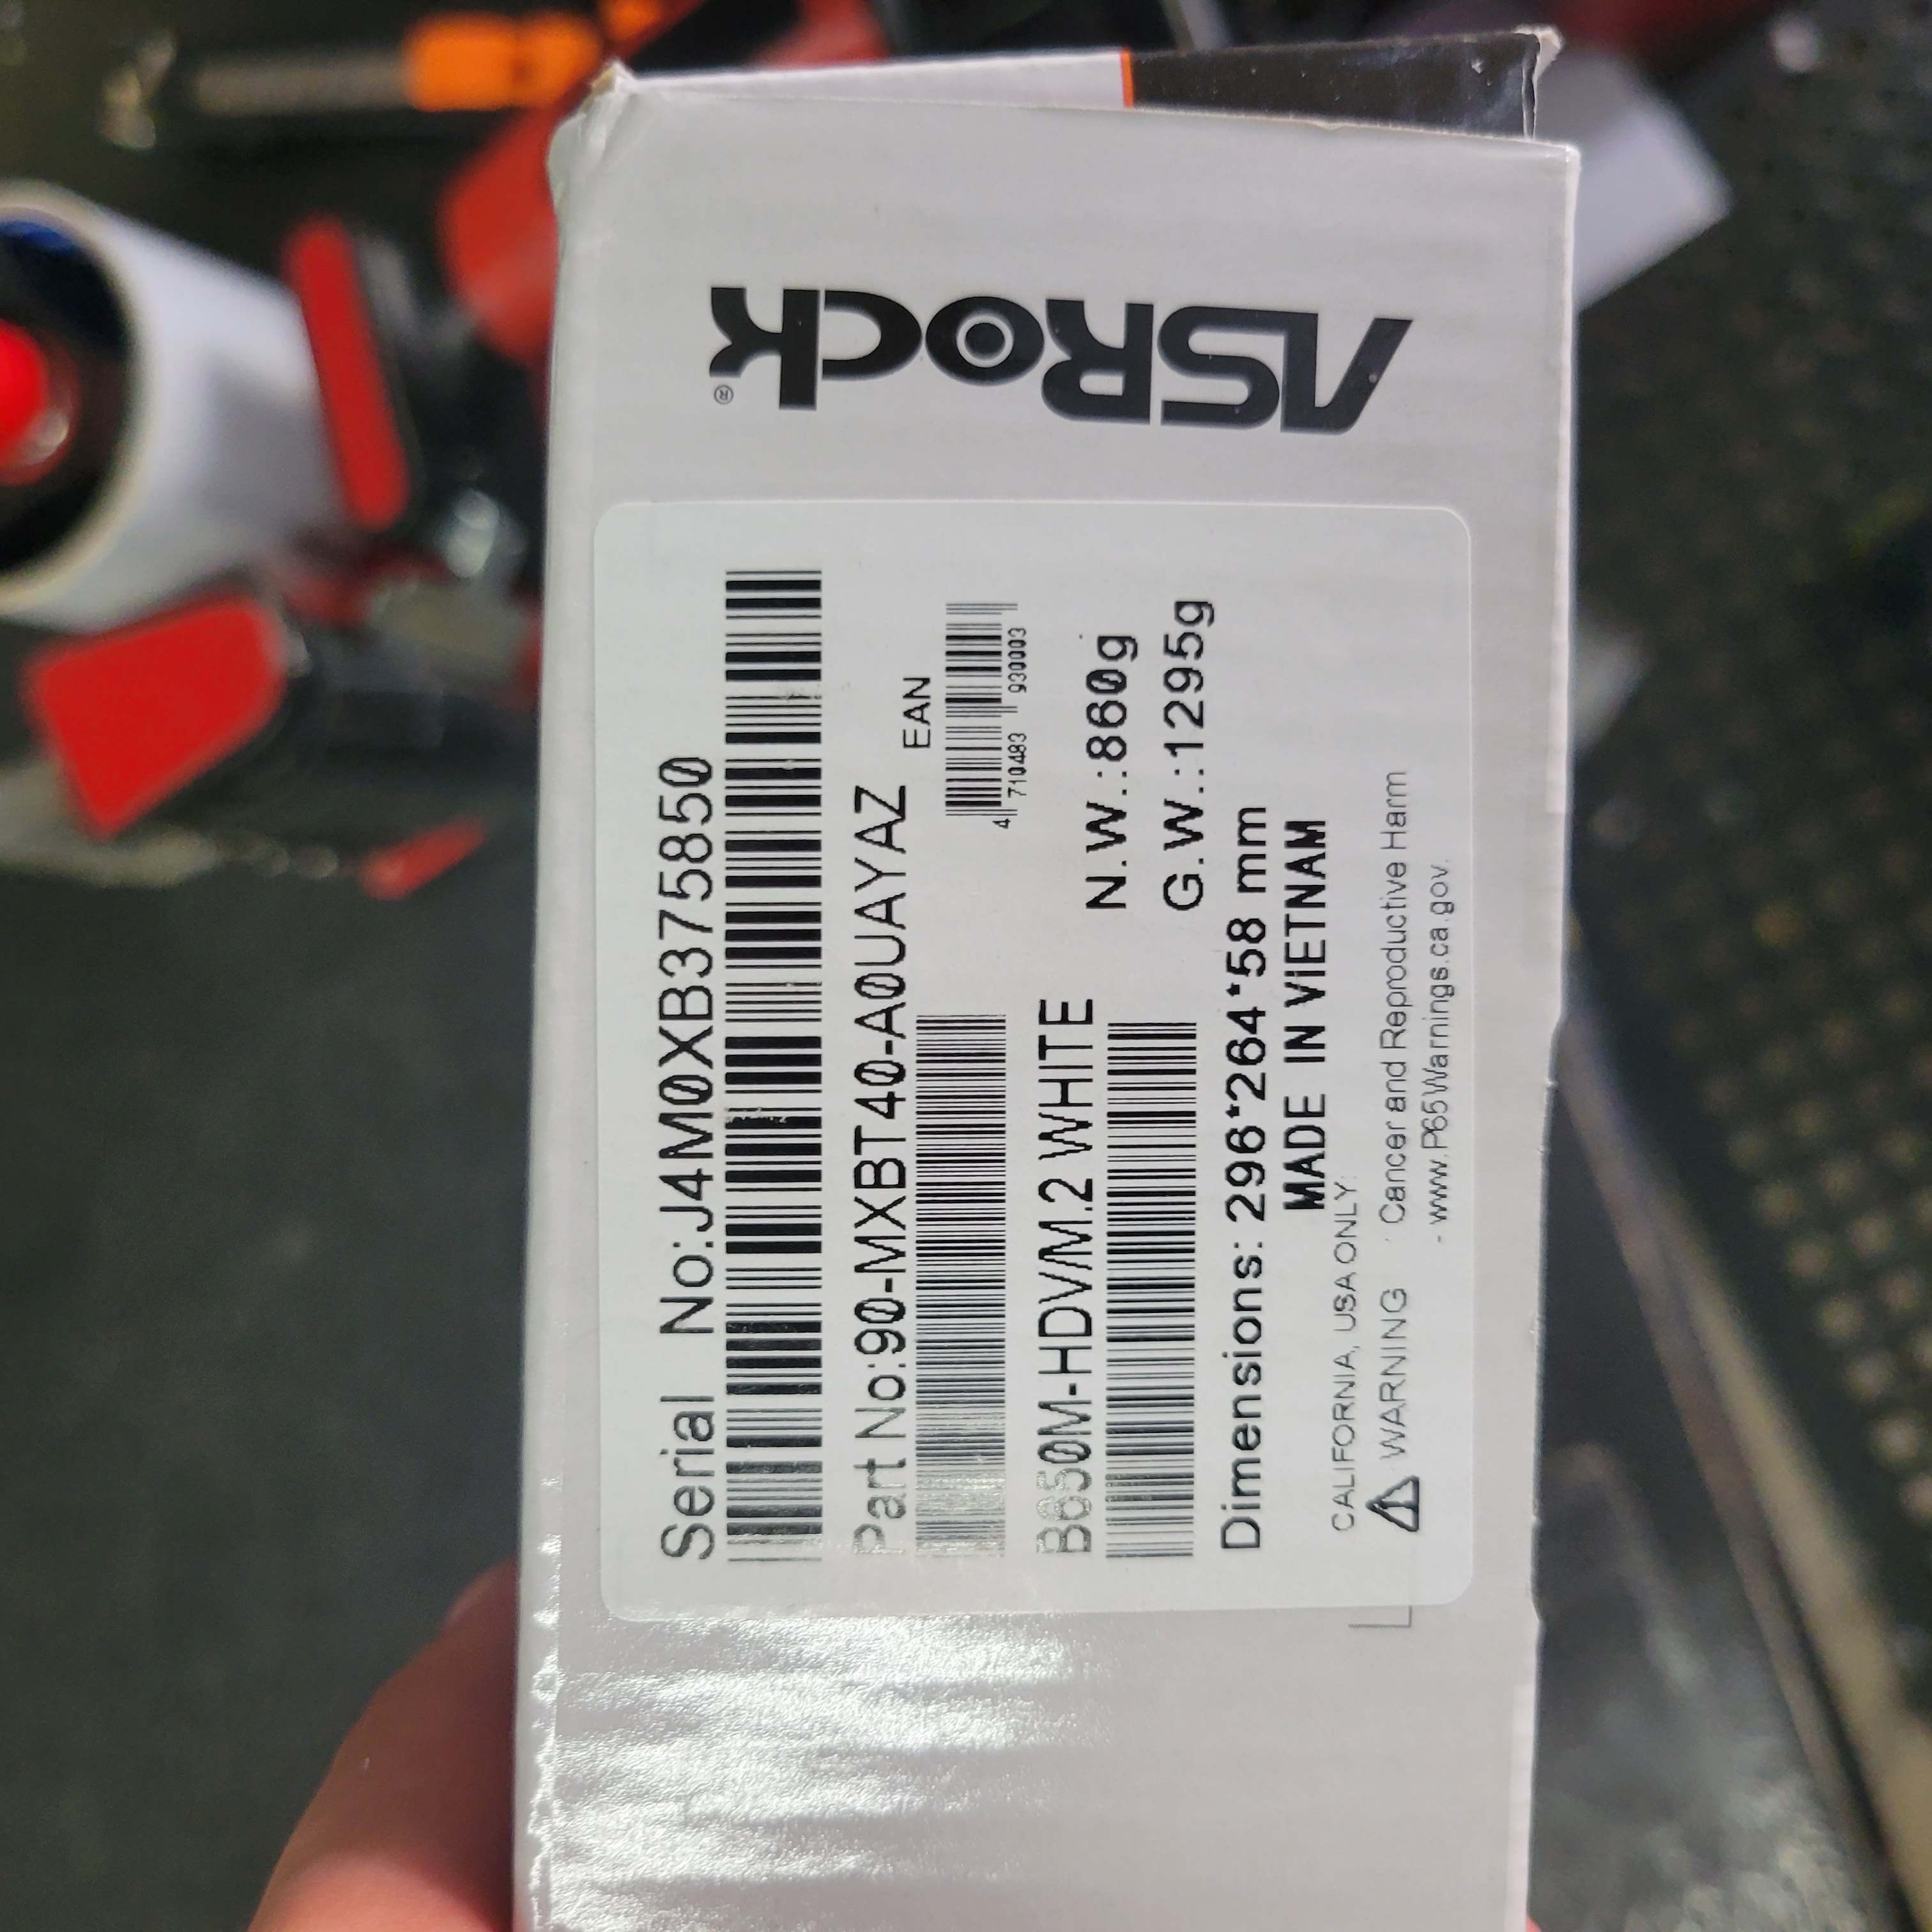 ASRock®
Serial No:J4M0XB375850
Part No:90-MXBT40-A0UAYAZ
EAN
4 710483 930003
B650M-HDV/M.2 WHITE
N.W.:860g
G.W.:1295g
Dimensions: 296*264*58 mm
MADE IN VIETNAM
CALIFORNIA, USA ONLY:
⚠ WARNING Cancer and Reproductive Harm
- www.P65Warnings.ca.gov.